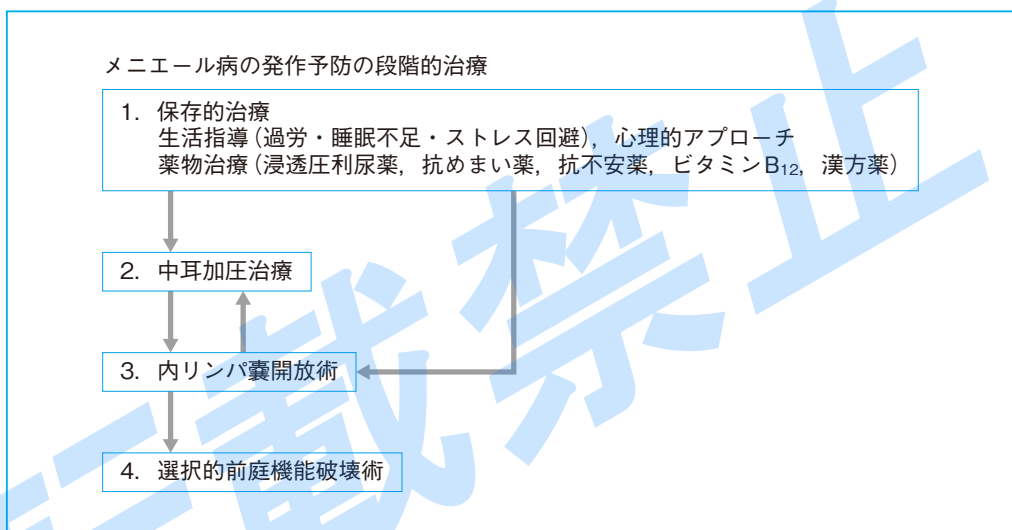 メニエール病の発作予防の段階的治療
1. 保存的治療
生活指導(過労・睡眠不足・ストレス回避),心理的アプローチ
薬物治療(浸透圧利尿薬,抗めまい薬,抗不安薬,ビタミンB12,漢方薬)
2. 中耳加圧治療
3. 内リンパ嚢開放術
4. 選択的前庭機能破壊術
転載禁止